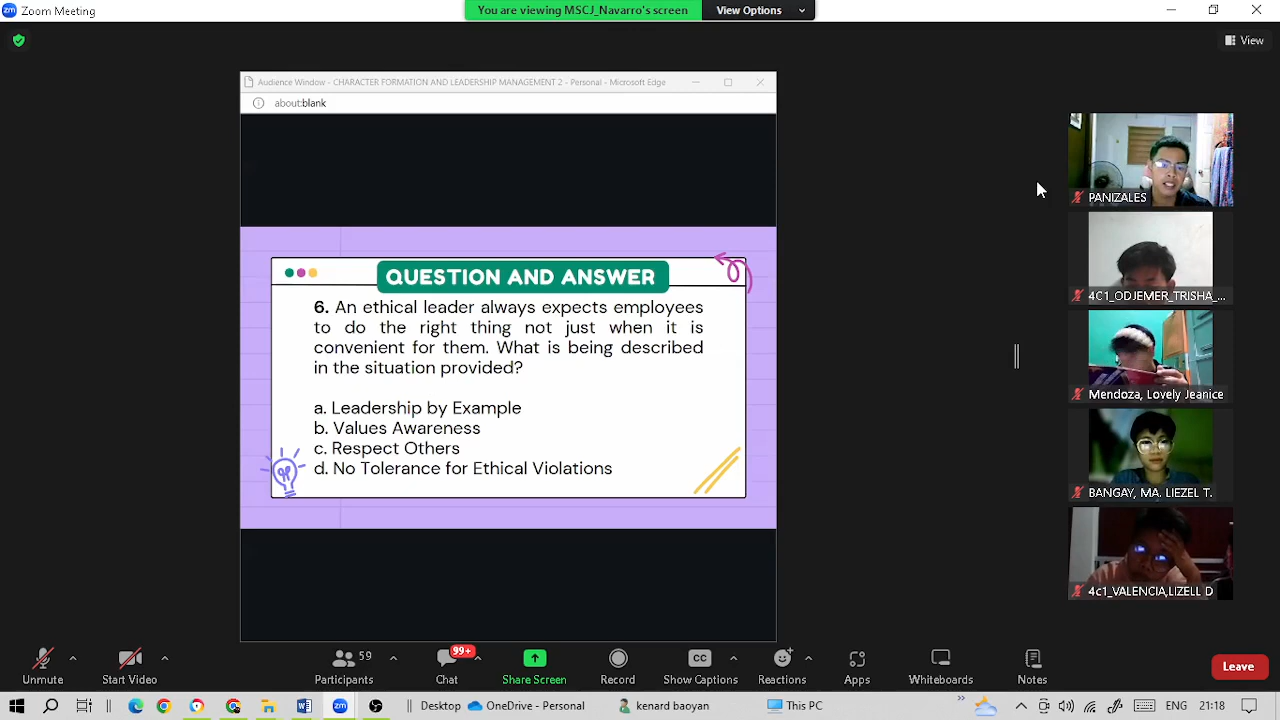 Zoom Meeting
You are viewing MSCJ_Navarro's screen
View Options
View
Audience Window - CHARACTER FORMATION AND LEADERSHIP MANAGEMENT 2 - Personal - Microsoft Edge
about:blank
QUESTION AND ANSWER
6. An ethical leader always expects employees
to do the right thing not just when it is
convenient for them. What is being described
in the situation provided?
a. Leadership by Example
b. Values Awareness
c. Respect Others
d. No Tolerance for Ethical Violations
PANIZALES
4C1_ODJEMER_TRISHA_...
Mendoza, Lovely Jeanice
BANGAY, MA. LIEZEL T.
4c1_VALENCIA,LIZELL D
Unmute
Start Video
59
Participants
99+
Chat
Share Screen
Record
CC
Show Captions
Reactions
Apps
Whiteboards
Notes
Leave
zm
Desktop
OneDrive - Personal
kenard baoyan
This PC
ENG
21:18